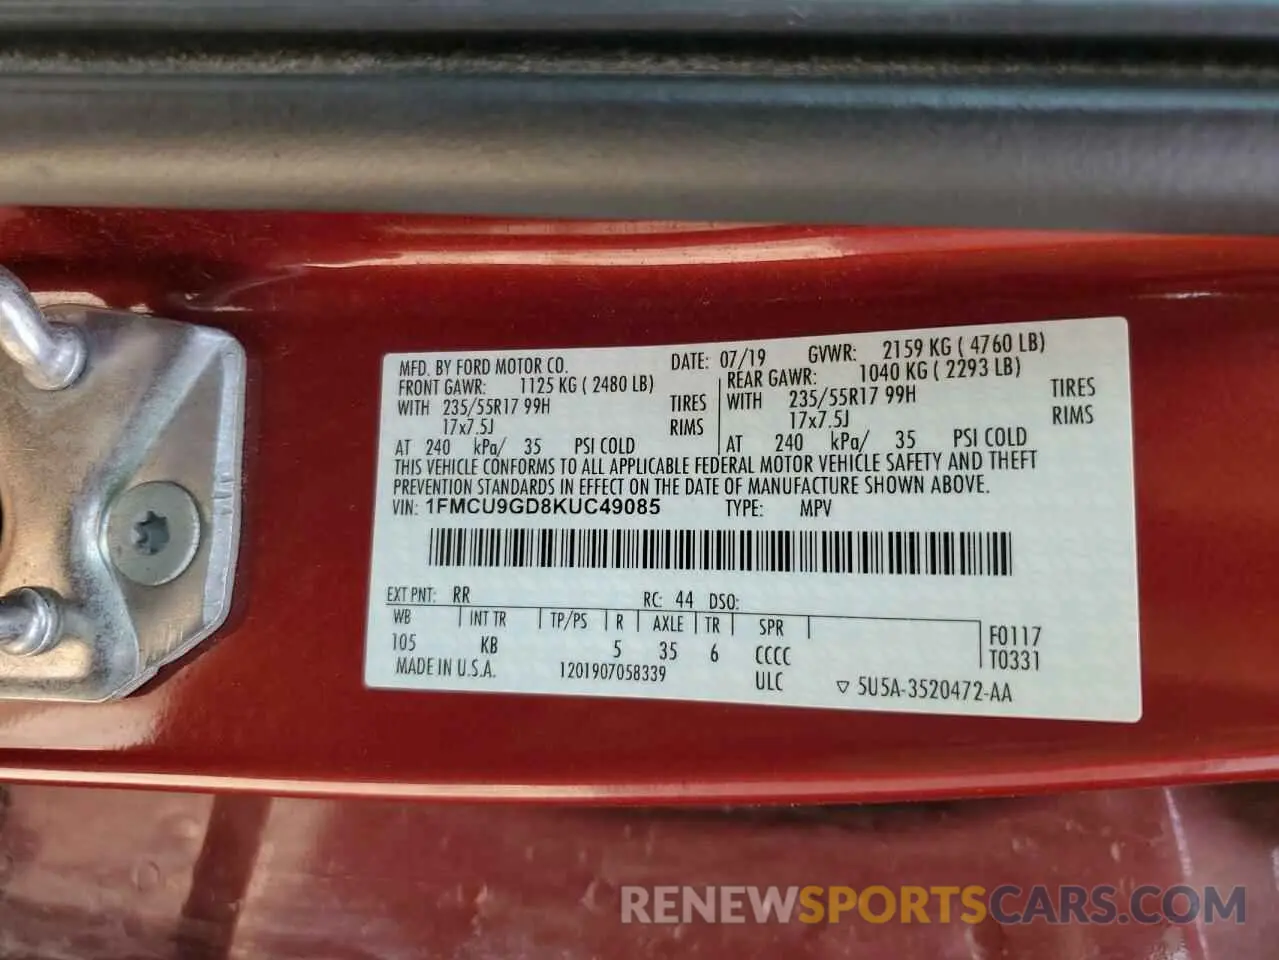 MFD. BY FORD MOTOR CO. DATE: 07/19 GVWR: 2159 KG ( 4760 LB)
FRONT GAWR: 1125 KG ( 2480 LB) REAR GAWR: 1040 KG ( 2293 LB)
WITH 235/55R17 99H TIRES WITH 235/55R17 99H TIRES
17x7.5J RIMS 17x7.5J RIMS
AT 240 kPa/ 35 PSI COLD AT 240 kPa/ 35 PSI COLD
THIS VEHICLE CONFORMS TO ALL APPLICABLE FEDERAL MOTOR VEHICLE SAFETY AND THEFT
PREVENTION STANDARDS IN EFFECT ON THE DATE OF MANUFACTURE SHOWN ABOVE.
VIN: 1FMCU9GD8KUC49085 TYPE: MPV
EXT PNT: RR RC: 44 DSO:
WB INT TR TP/PS R AXLE TR SPR F0117
105 KB 5 35 6 CCCC T0331
MADE IN U.S.A. 1201907058339 ULC ▽ 5U5A-3520472-AA
RENEWSPORTSCARS.COM